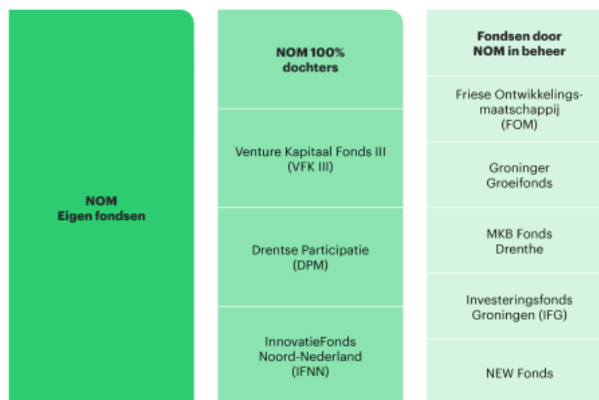 NOM
Eigen fondsen
NOM 100%
dochters
Venture Kapitaal Fonds III
(VFK III)
Drentse Participatie
(DPM)
InnovatieFonds
Noord-Nederland
(IFNN)
Fondsen door
NOM in beheer
Friese Ontwikkelings-
maatschappij
(FOM)
Groninger
Groeifonds
MKB Fonds
Drenthe
Investeringsfonds
Groningen (IFG)
NEW Fonds